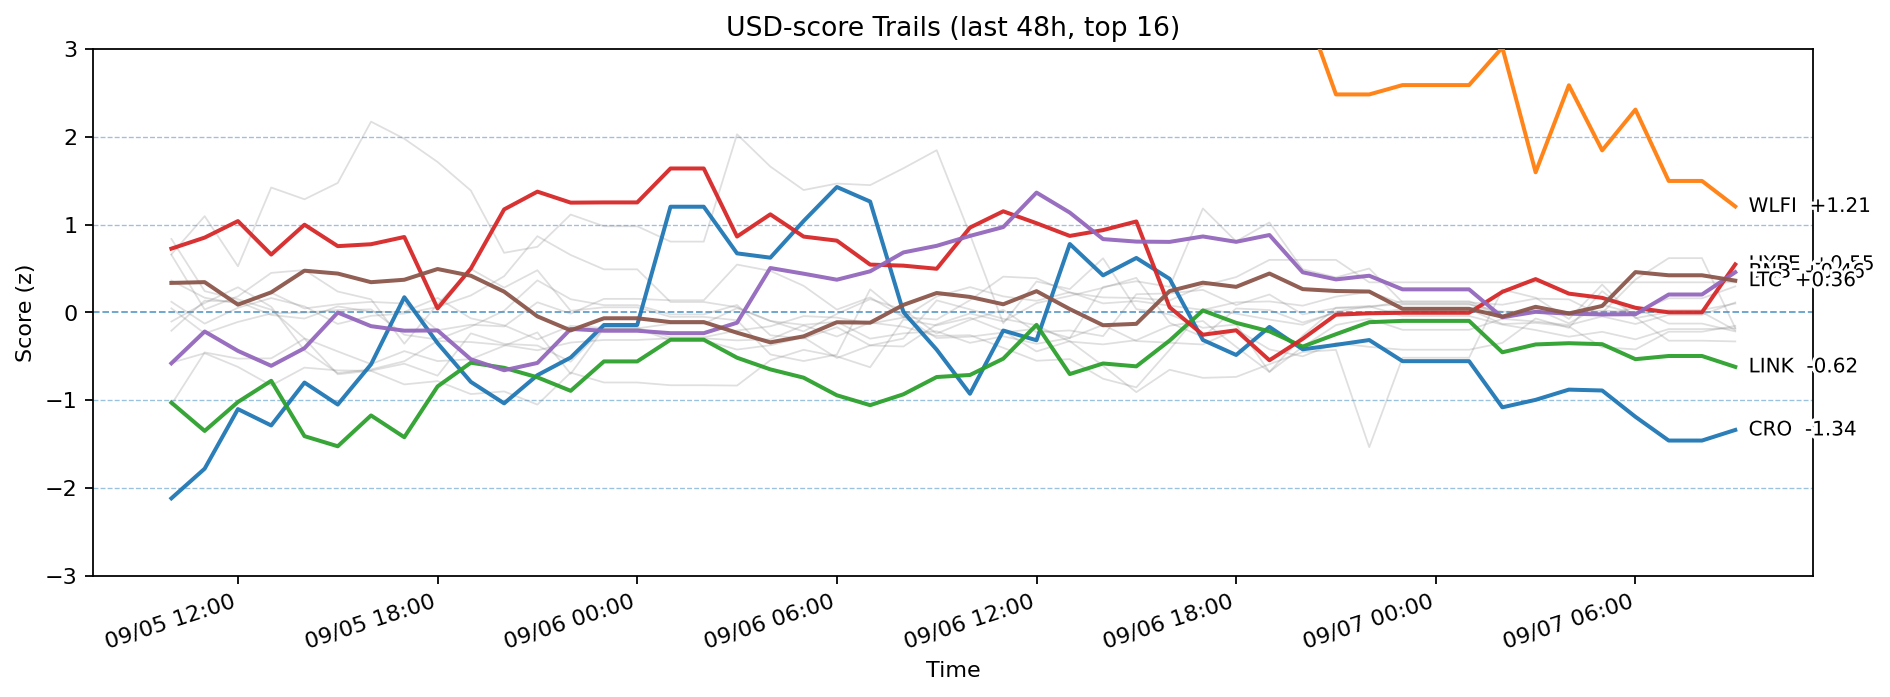 USD-score Trails (last 48h, top 16)
Score (z)
3
2
1
0
−1
−2
−3
WLFI +1.21
HYPE +0.55
LTC +0.36
LINK -0.62
CRO -1.34
09/05 12:00
09/05 18:00
09/06 00:00
09/06 06:00
09/06 12:00
09/06 18:00
09/07 00:00
09/07 06:00
Time